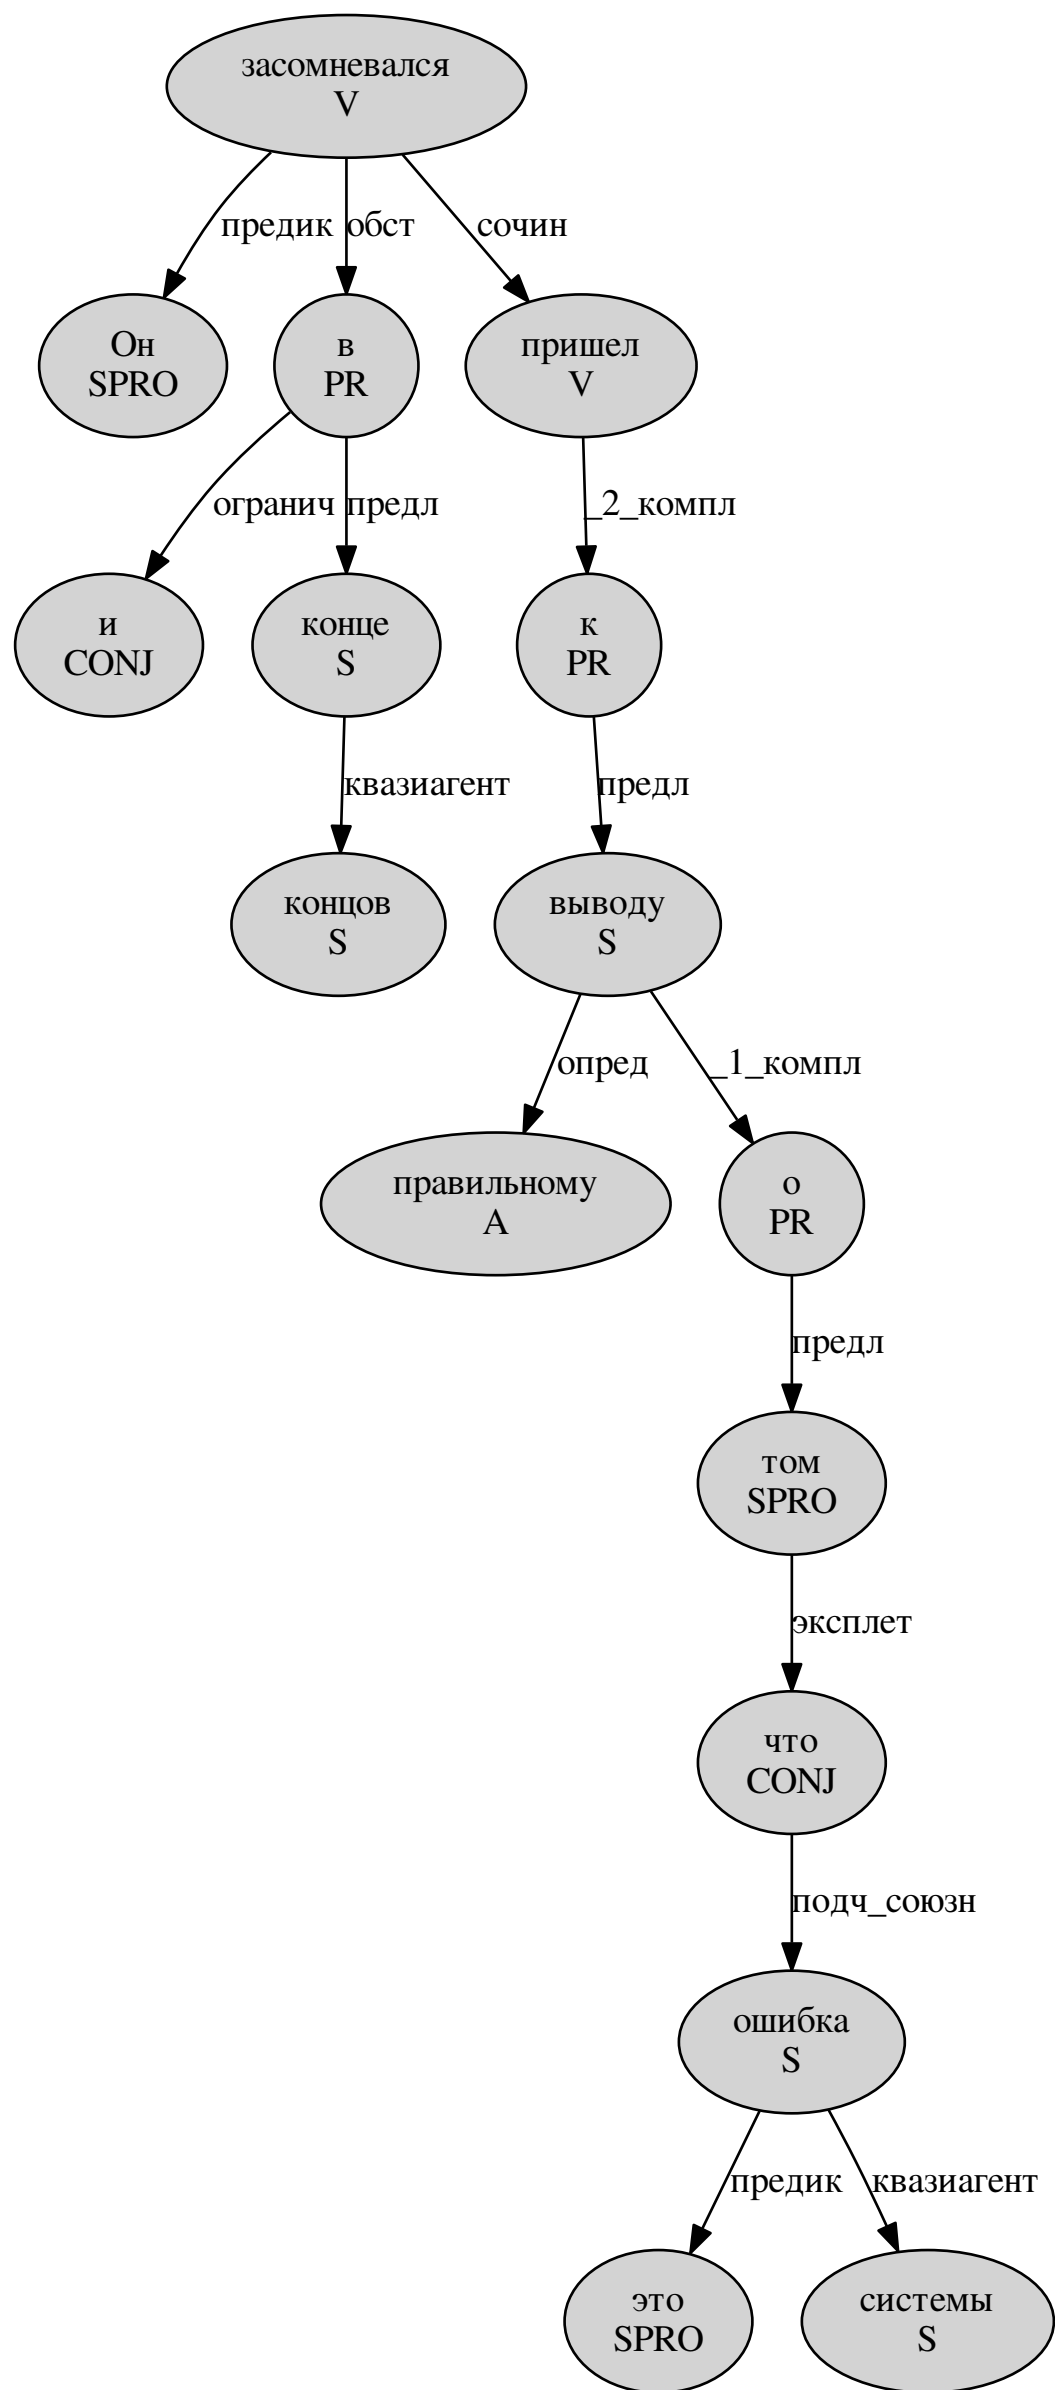 засомневался
V
предик
обст
сочин
Он
SPRO
в
PR
пришел
V
огранич
предл
_2_компл
и
CONJ
конце
S
к
PR
квазиагент
предл
концов
S
выводу
S
опред
_1_компл
правильному
A
о
PR
предл
том
SPRO
эксплет
что
CONJ
подч_союзн
ошибка
S
предик
квазиагент
это
SPRO
системы
S